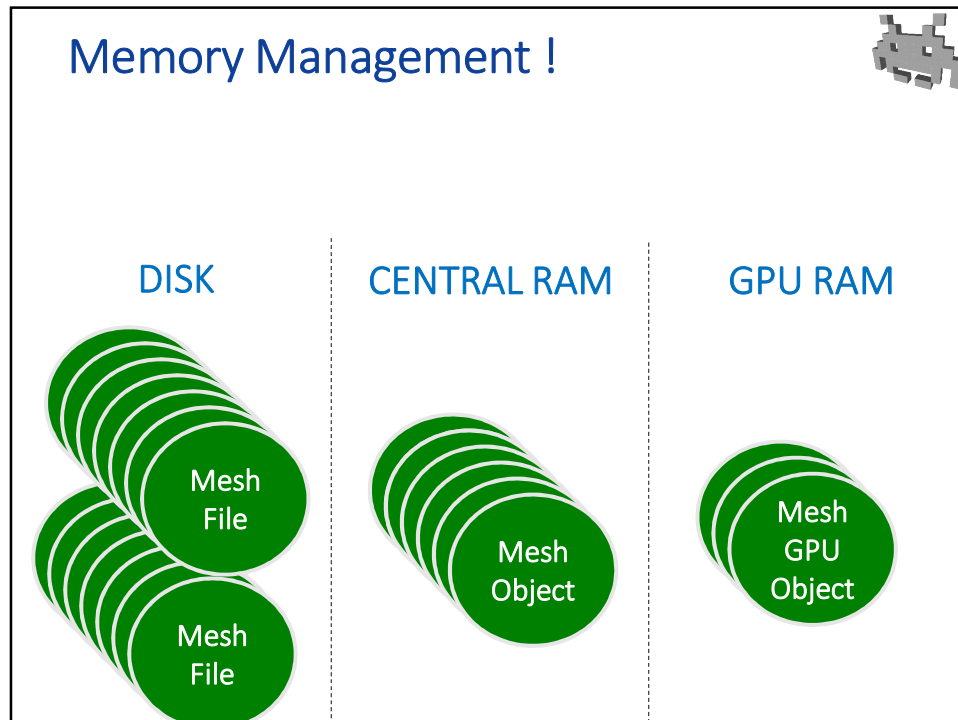 Memory Management !
DISK
CENTRAL RAM
GPU RAM
Mesh
File
Mesh
File
Mesh
Object
Mesh
GPU
Object